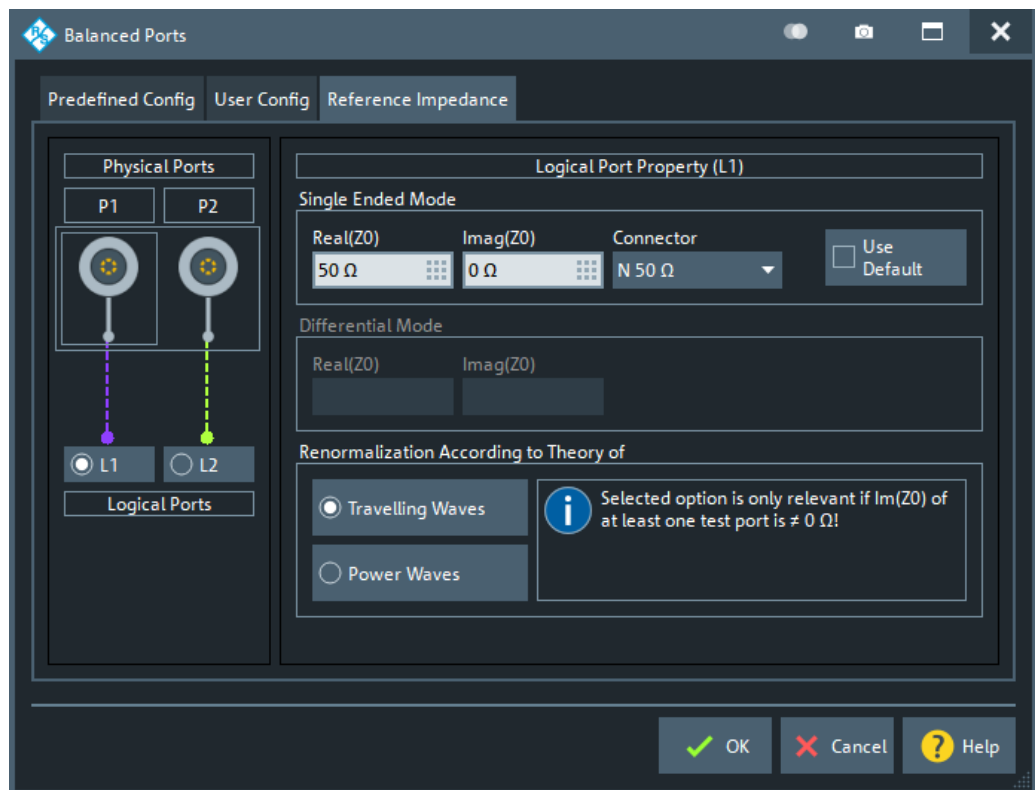 R&S
Balanced Ports
Predefined Config
User Config
Reference Impedance
Physical Ports
P1
P2
L1
L2
Logical Ports
Logical Port Property (L1)
Single Ended Mode
Real(Z0)
Imag(Z0)
Connector
50 Ω
0 Ω
N 50 Ω
Use
Default
Differential Mode
Real(Z0)
Imag(Z0)
Renormalization According to Theory of
Travelling Waves
Power Waves
Selected option is only relevant if Im(Z0) of
at least one test port is ≠ 0 Ω!
OK
Cancel
Help